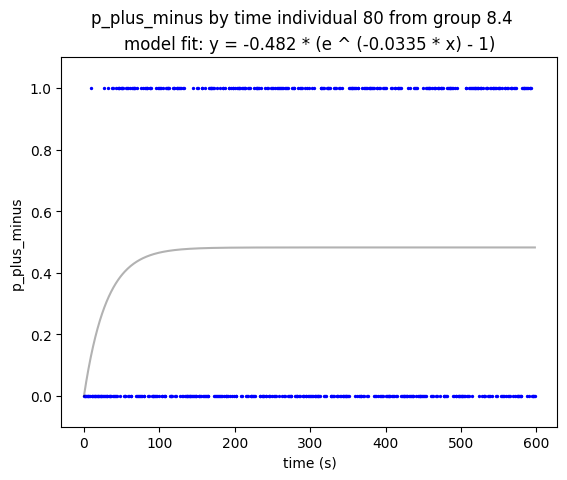 p_plus_minus by time individual 80 from group 8.4
model fit: y = -0.482 * (e ^ (-0.0335 * x) - 1)
p_plus_minus
1.0
0.8
0.6
0.4
0.2
0.0
0 100 200 300 400 500 600
time (s)